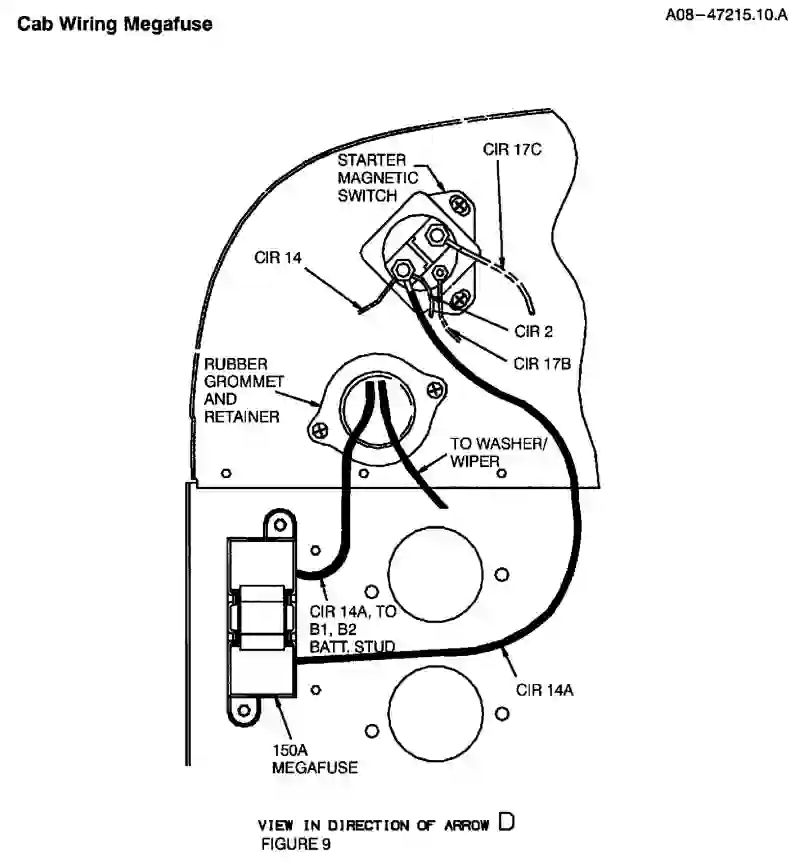 Cab Wiring Megafuse
A08-47215.10.A
STARTER
MAGNETIC
SWITCH
CIR 17C
CIR 14
CIR 2
CIR 17B
RUBBER
GROMMET
AND
RETAINER
TO WASHER/
WIPER
CIR 14A, TO
B1, B2
BATT. STUD
CIR 14A
150A
MEGAFUSE
VIEW IN DIRECTION OF ARROW D
FIGURE 9